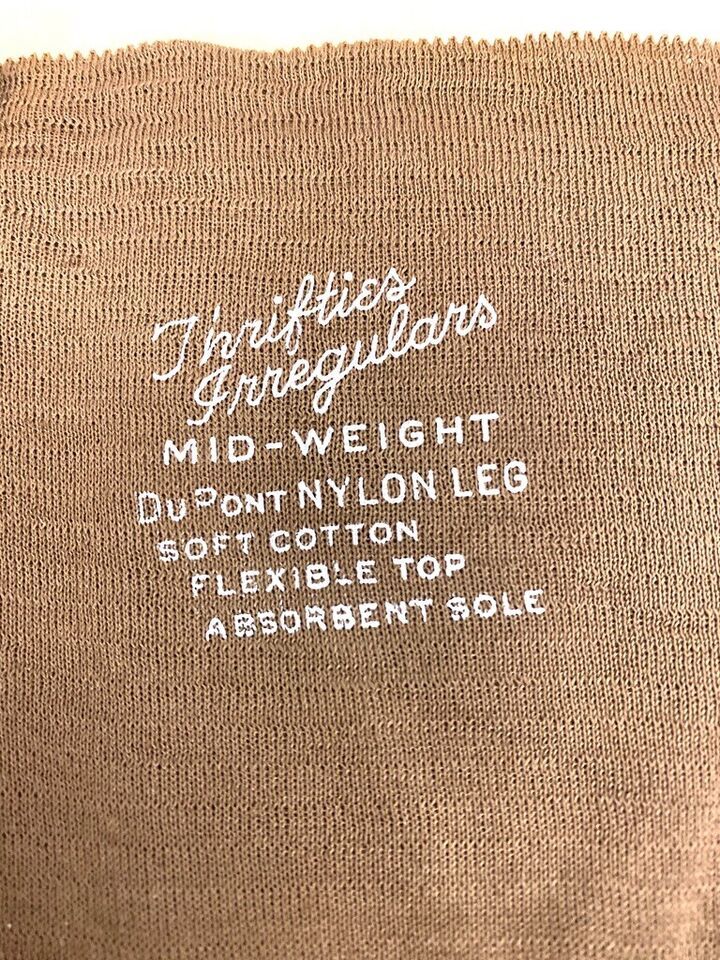 Thrifties
Irregulars
MID-WEIGHT
DuPONT NYLON LEG
SOFT COTTON
FLEXIBLE TOP
ABSORBENT SOLE